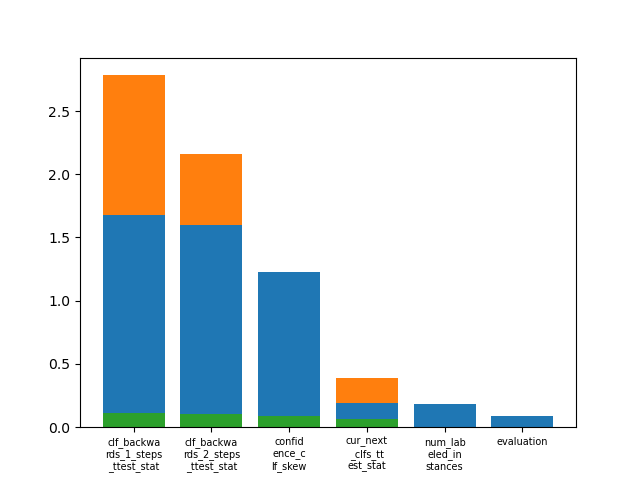 2.5
2.0
1.5
1.0
0.5
0.0
clf_backwa
rds_1_steps
_ttest_stat
clf_backwa
rds_2_steps
_ttest_stat
confid
ence_c
lf_skew
cur_next
_clfs_tt
est_stat
num_lab
eled_in
stances
evaluation